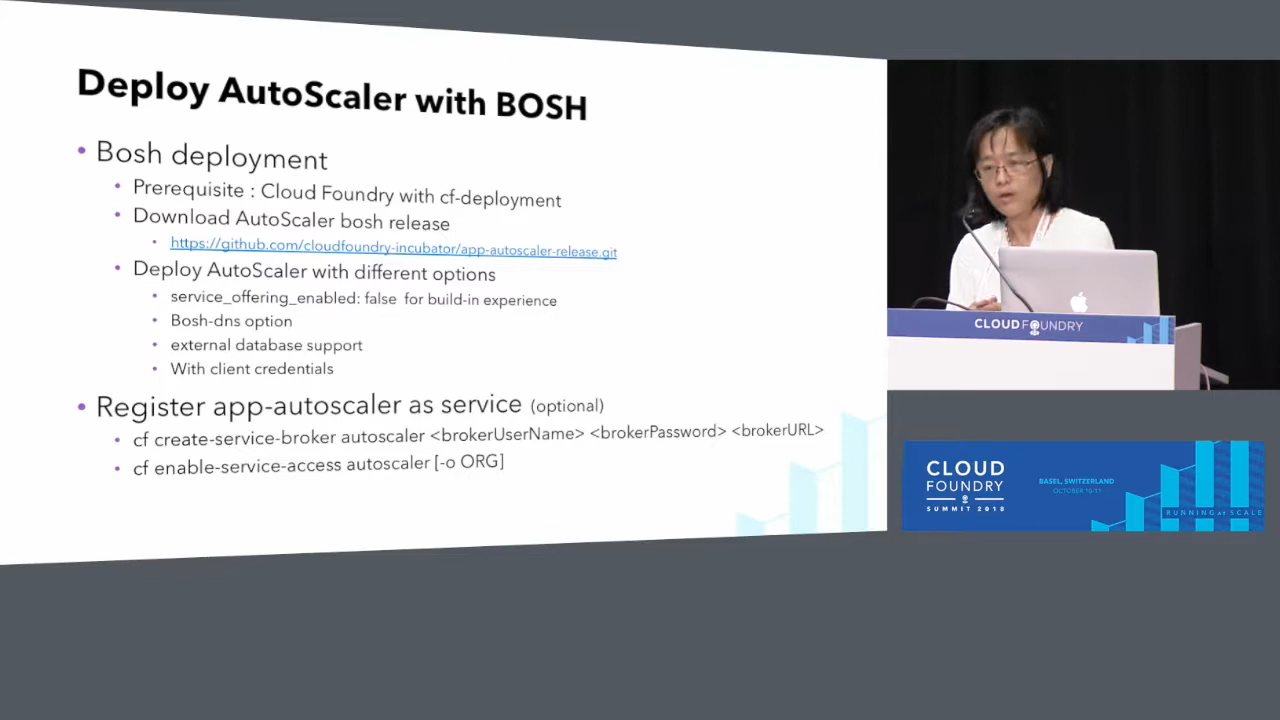 Deploy AutoScaler with BOSH
• Bosh deployment
• Prerequisite : Cloud Foundry with cf-deployment
• Download AutoScaler bosh release
• https://github.com/cloudfoundry-incubator/app-autoscaler-release.git
• Deploy AutoScaler with different options
• service_offering_enabled: false for build-in experience
• Bosh-dns option
• external database support
• With client credentials
• Register app-autoscaler as service (optional)
• cf create-service-broker autoscaler <brokerUserName> <brokerPassword> <brokerURL>
• cf enable-service-access autoscaler [-o ORG]
CLOUD FOUNDRY
CLOUD
FOUNDRY
SUMMIT 2018
BASEL, SWITZERLAND
OCTOBER 10-11
RUNNING at SCALE